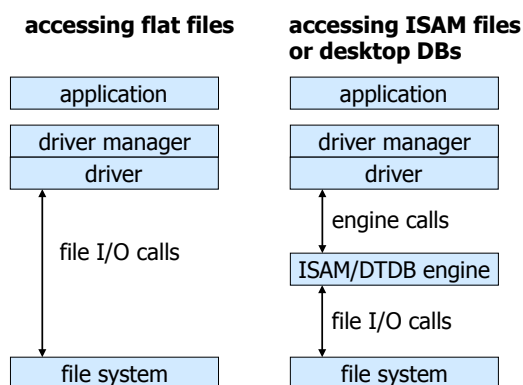 accessing flat files
application
driver manager
driver
file I/O calls
file system
accessing ISAM files
or desktop DBs
application
driver manager
driver
engine calls
ISAM/DTDB engine
file I/O calls
file system